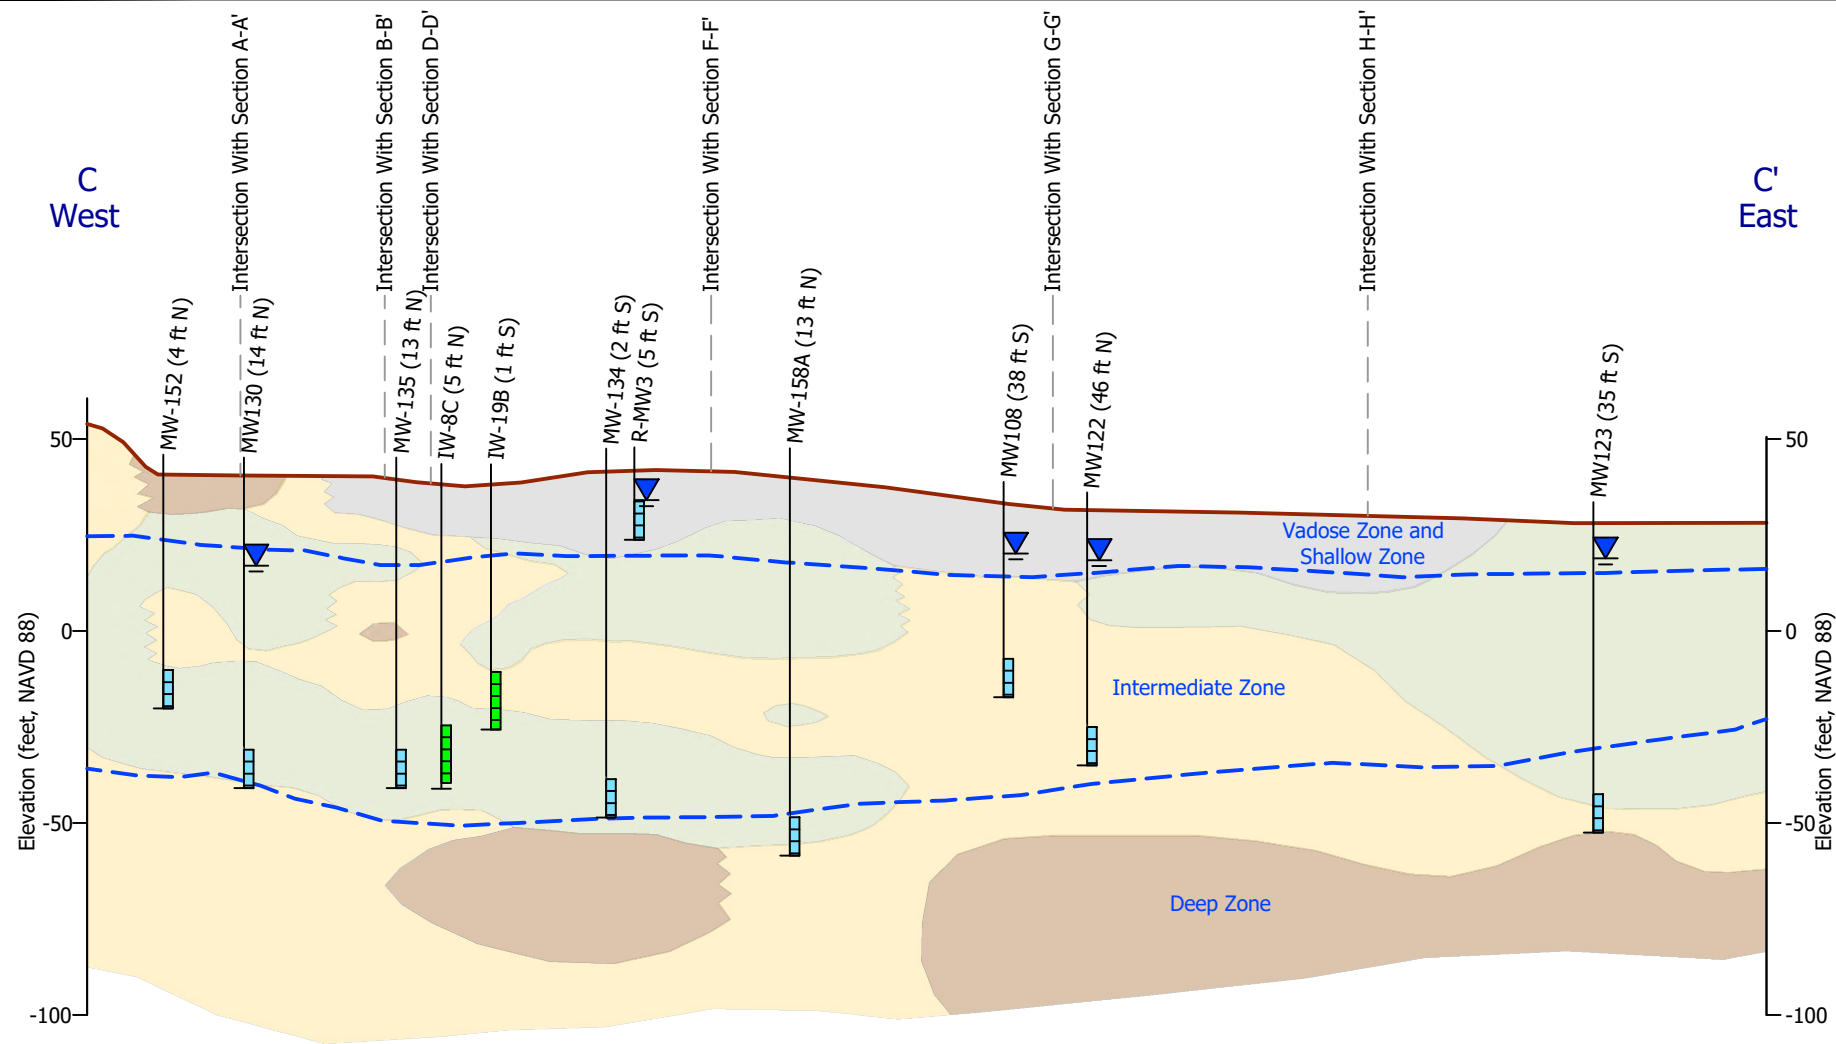 Intersection With Section A-A'
Intersection With Section B-B'
Intersection With Section D-D'
Intersection With Section F-F'
Intersection With Section G-G'
Intersection With Section H-H'
C
West
C'
East
MW-152 (4 ft N)
MW130 (14 ft N)
MW-135 (13 ft N)
IW-8C (5 ft N)
IW-19B (1 ft S)
MW-134 (2 ft S)
R-MW3 (5 ft S)
MW-158A (13 ft N)
MW108 (38 ft S)
MW122 (46 ft N)
MW123 (35 ft S)
50
0
-50
-100
Elevation (feet, NAVD 88)
Vadose Zone and
Shallow Zone
Intermediate Zone
Deep Zone
50
0
-50
-100
Elevation (feet, NAVD 88)